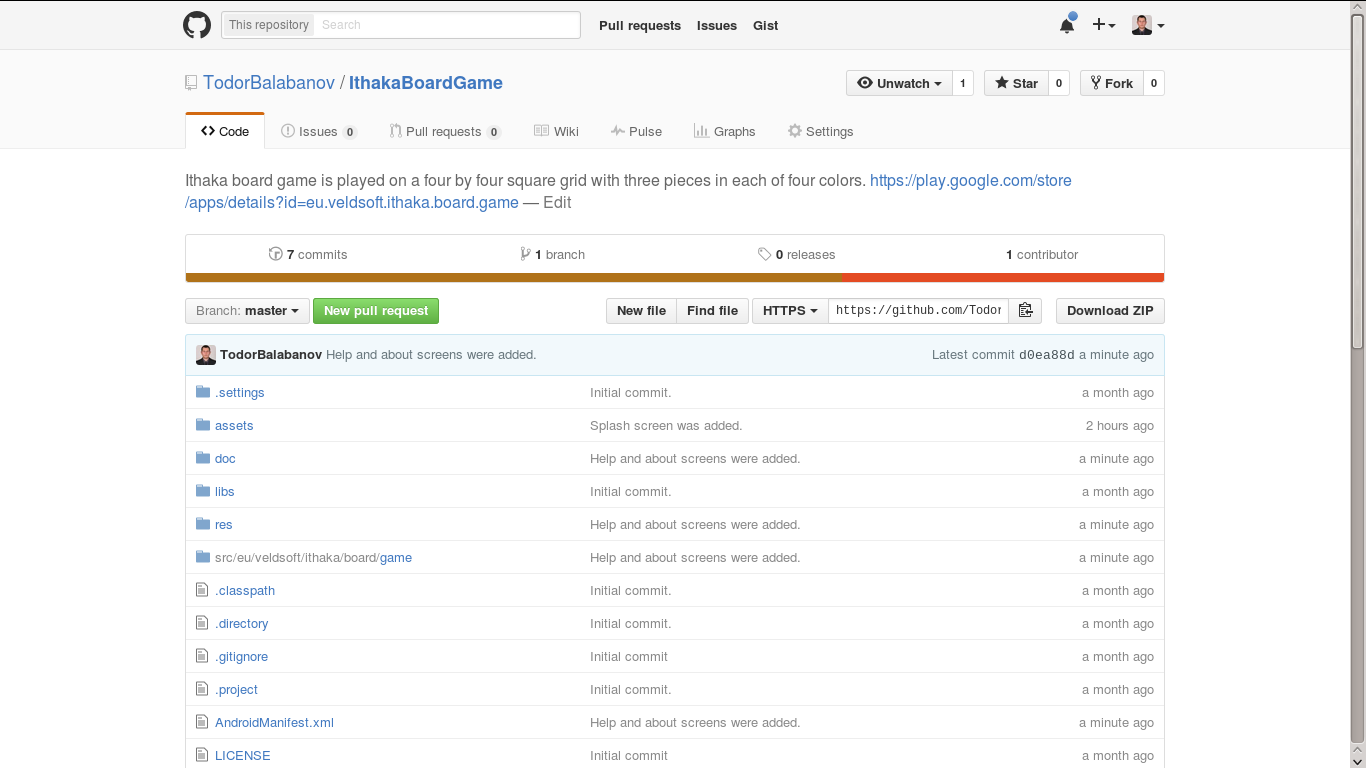 This repository Search Pull requests Issues Gist
TodorBalabanov / IthakaBoardGame Unwatch 1 Star 0 Fork 0
Code Issues 0 Pull requests 0 Wiki Pulse Graphs Settings
Ithaka board game is played on a four by four square grid with three pieces in each of four colors. https://play.google.com/store
/apps/details?id=eu.veldsoft.ithaka.board.game — Edit
7 commits 1 branch 0 releases 1 contributor
Branch: master New pull request New file Find file HTTPS https://github.com/Todor Download ZIP
TodorBalabanov Help and about screens were added. Latest commit d0ea88d a minute ago
.settings Initial commit. a month ago
assets Splash screen was added. 2 hours ago
doc Help and about screens were added. a minute ago
libs Initial commit. a month ago
res Help and about screens were added. a minute ago
src/eu/veldsoft/ithaka/board/game Help and about screens were added. a minute ago
.classpath Initial commit. a month ago
.directory Initial commit. a month ago
.gitignore Initial commit a month ago
.project Initial commit. a month ago
AndroidManifest.xml Help and about screens were added. a minute ago
LICENSE Initial commit a month ago